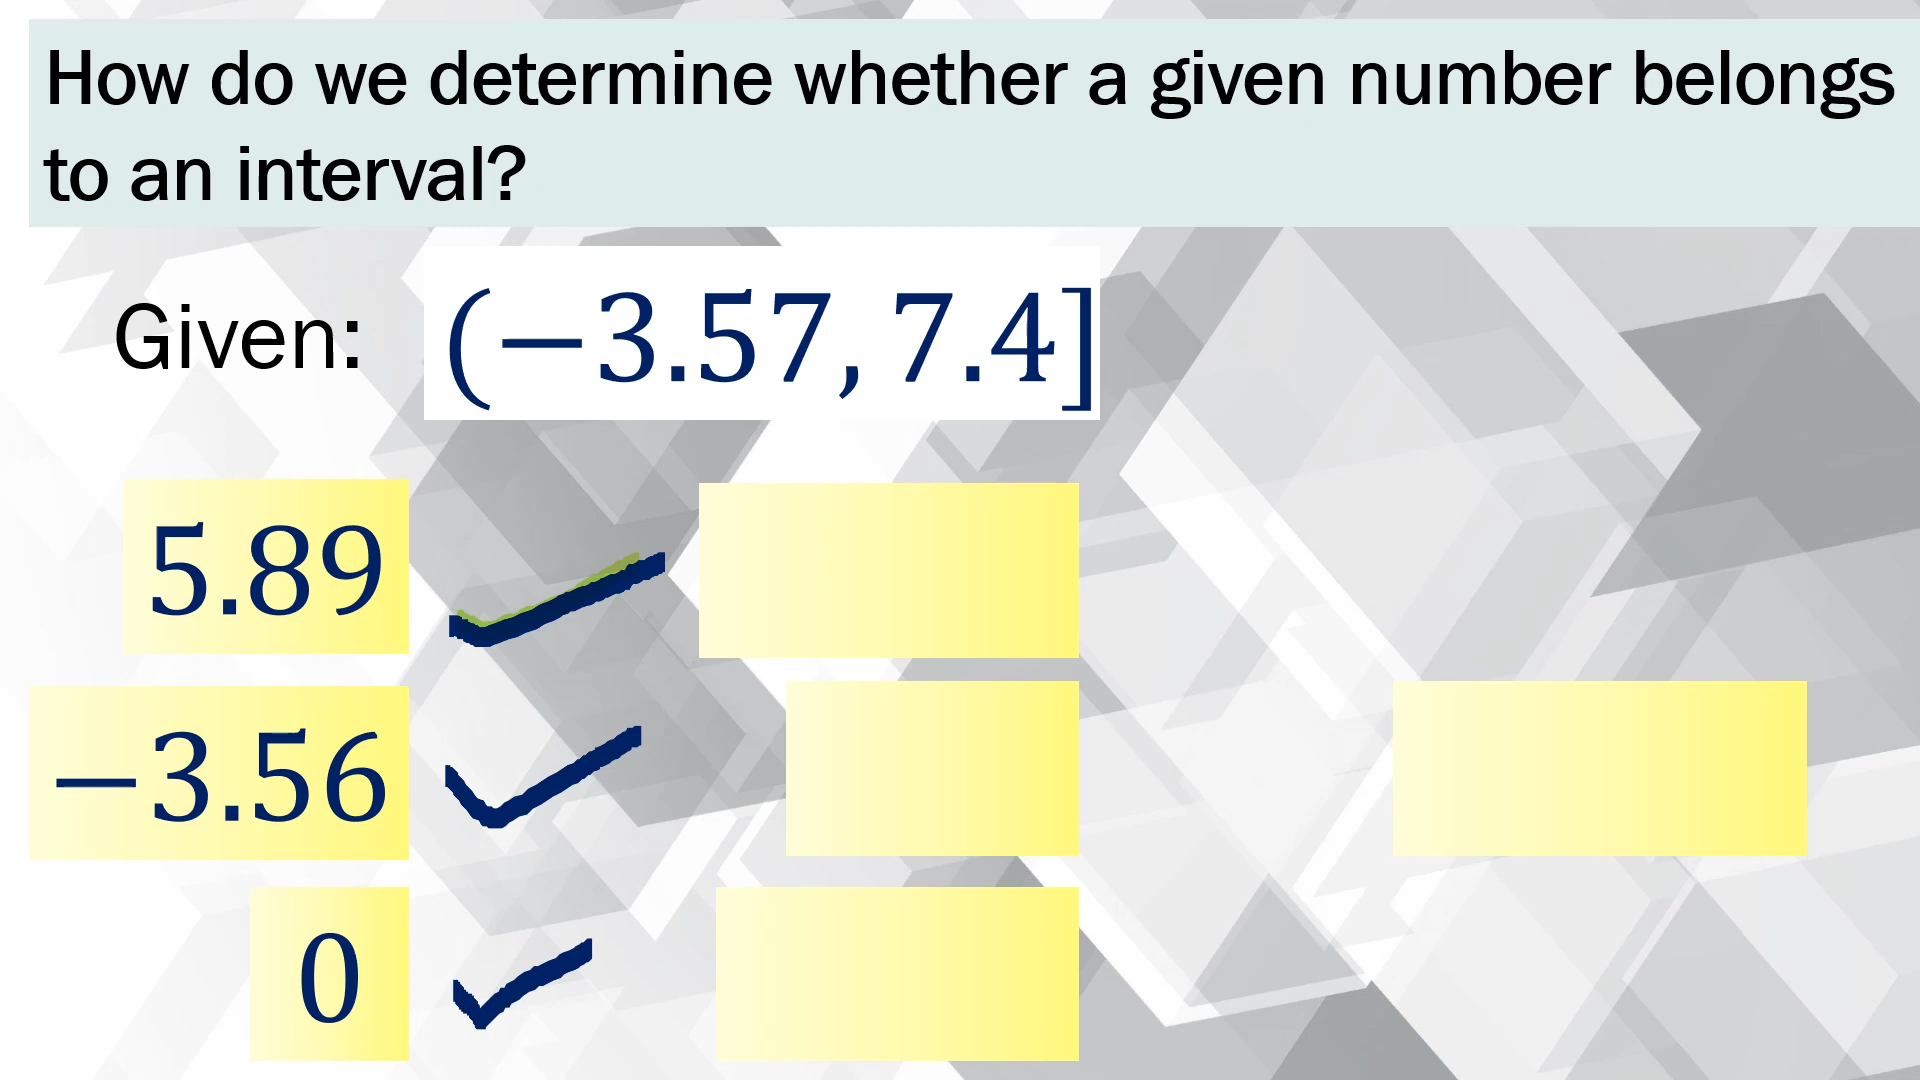 How do we determine whether a given number belongs
to an interval?
Given: (−3.57, 7.4]
5.89
−3.56
0